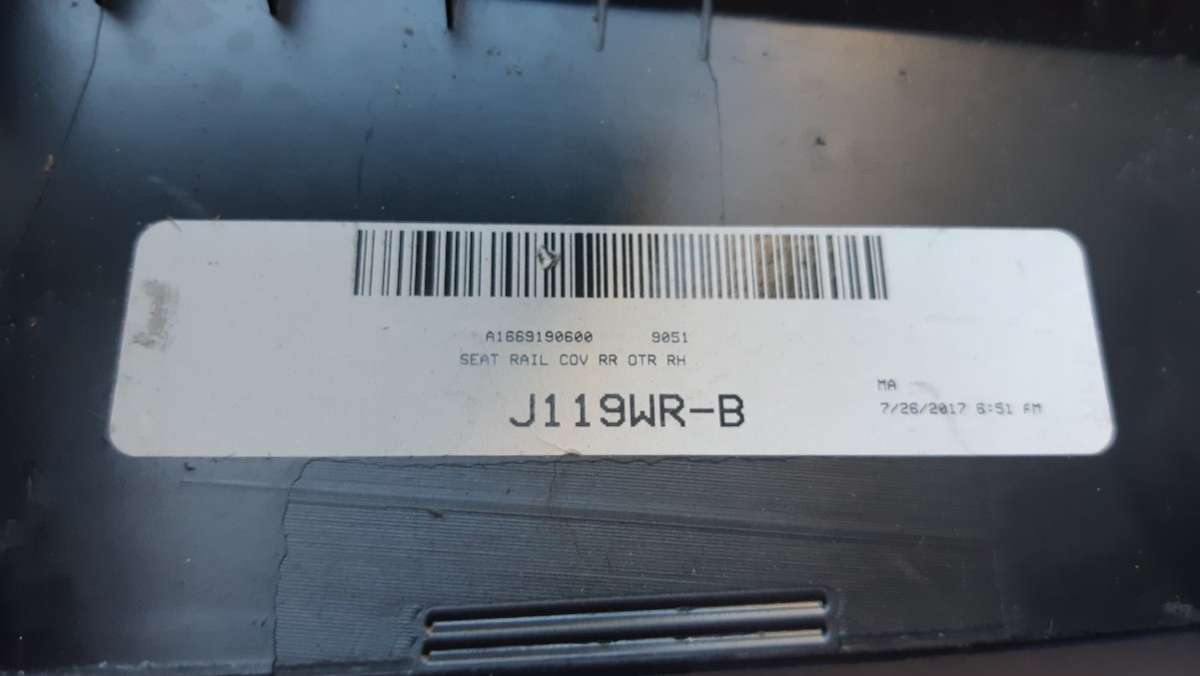 A1669190600 9051
SEAT RAIL COV RR OTR RH
J119WR-B
MA
7/26/2017 6:51 AM